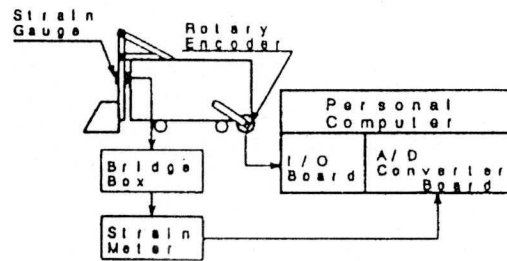 Strain
Gauge
Rotary
Encoder
Personal
Computer
I/O
Board
A/D
Converter
Board
Bridge
Box
Strain
Meter